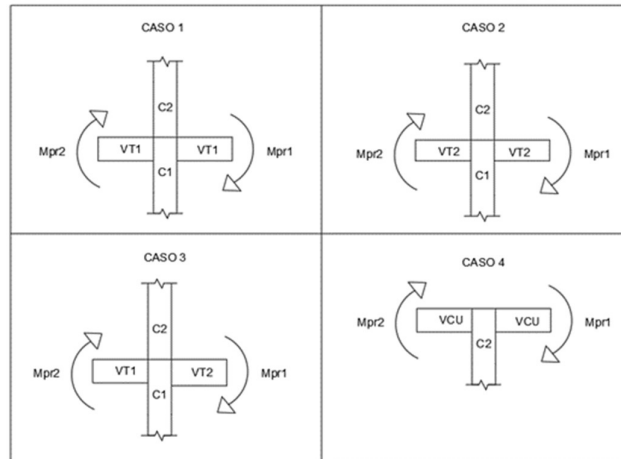 CASO 1
C2
Mpr2
VT1
VT1
Mpr1
C1
CASO 2
C2
Mpr2
VT2
VT2
Mpr1
C1
CASO 3
C2
Mpr2
VT1
VT2
Mpr1
C1
CASO 4
Mpr2
VCU
VCU
Mpr1
C2